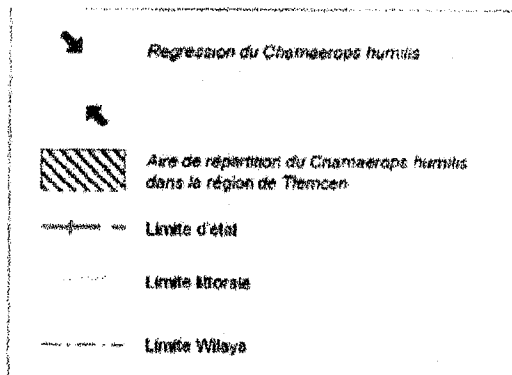 Regression du Chamaerops humilis
Aire de répartition du Chamaerops humilis
dans la région de Tlemcen
Limite d'état
Limite littorale
Limite Wilaya